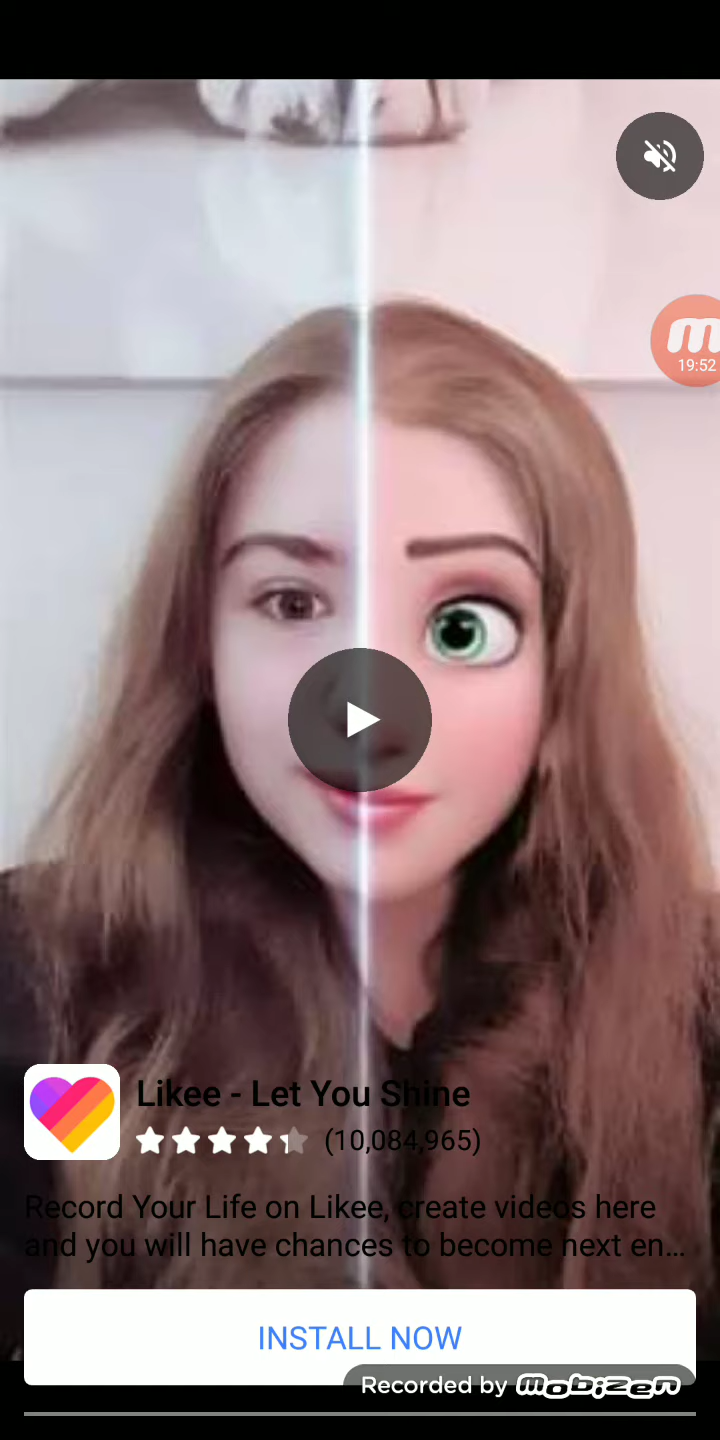 19:52
Likee - Let You Shine
(10,084,965)
Record Your Life on Likee, create videos here
and you will have chances to become next en...
INSTALL NOW
Recorded by mobizen